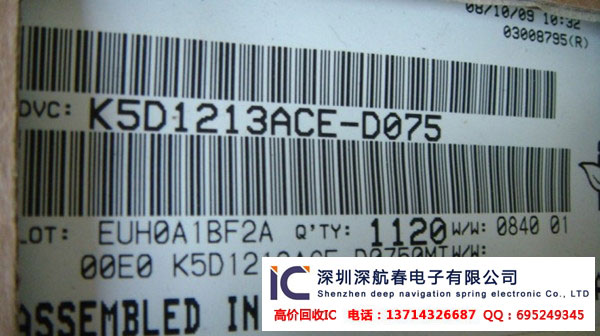 08/10/09 10:32
03008795(R)
DVC: K5D1213ACE-D075
LOT: EUH0A1BF2A Q'TY: 1120 W/W: 0840 01
00E0
ASSEMBLED IN
IC 深圳深航春电子有限公司
Shenzhen deep navigation spring electronic Co., Ltd.
高价回收IC 电话：13714326687 QQ：695249345